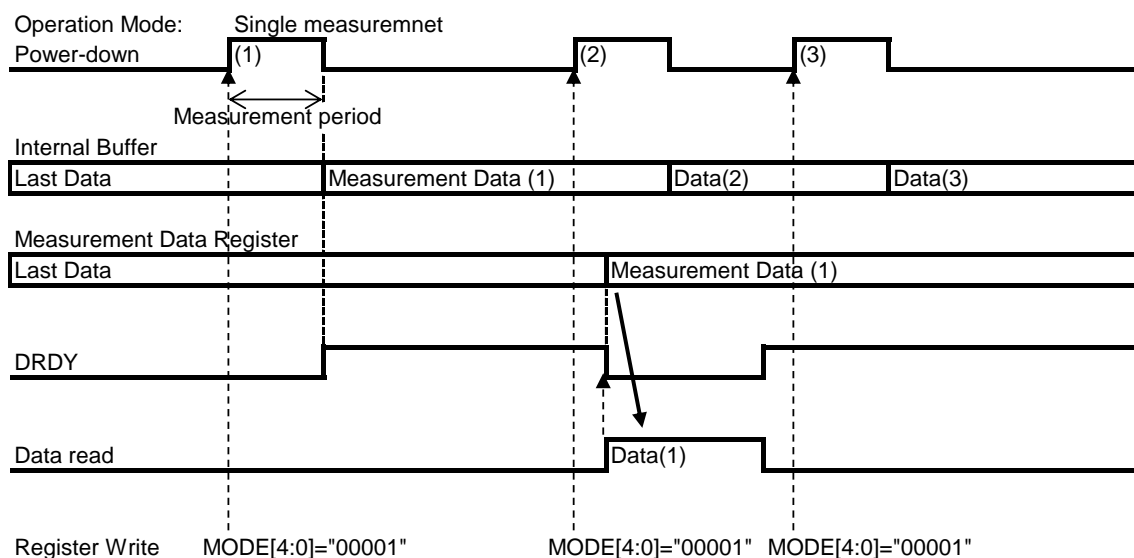 Operation Mode: Single measuremnet
Power-down (1) (2) (3)
Measurement period
Internal Buffer
Last Data Measurement Data (1) Data(2) Data(3)
Measurement Data Register
Last Data Measurement Data (1)
DRDY
Data read Data(1)
Register Write MODE[4:0]="00001" MODE[4:0]="00001" MODE[4:0]="00001"